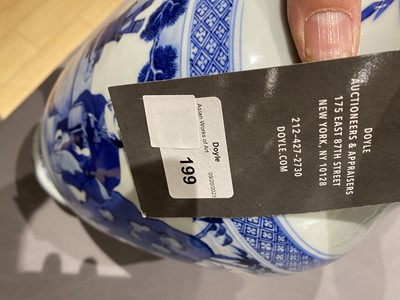 DOYLE
AUCTIONEERS & APPRAISERS
175 EAST 87TH STREET
NEW YORK, NY 10128
212-427-2730
DOYLE.COM
Doyle
Asian Works of Art
199